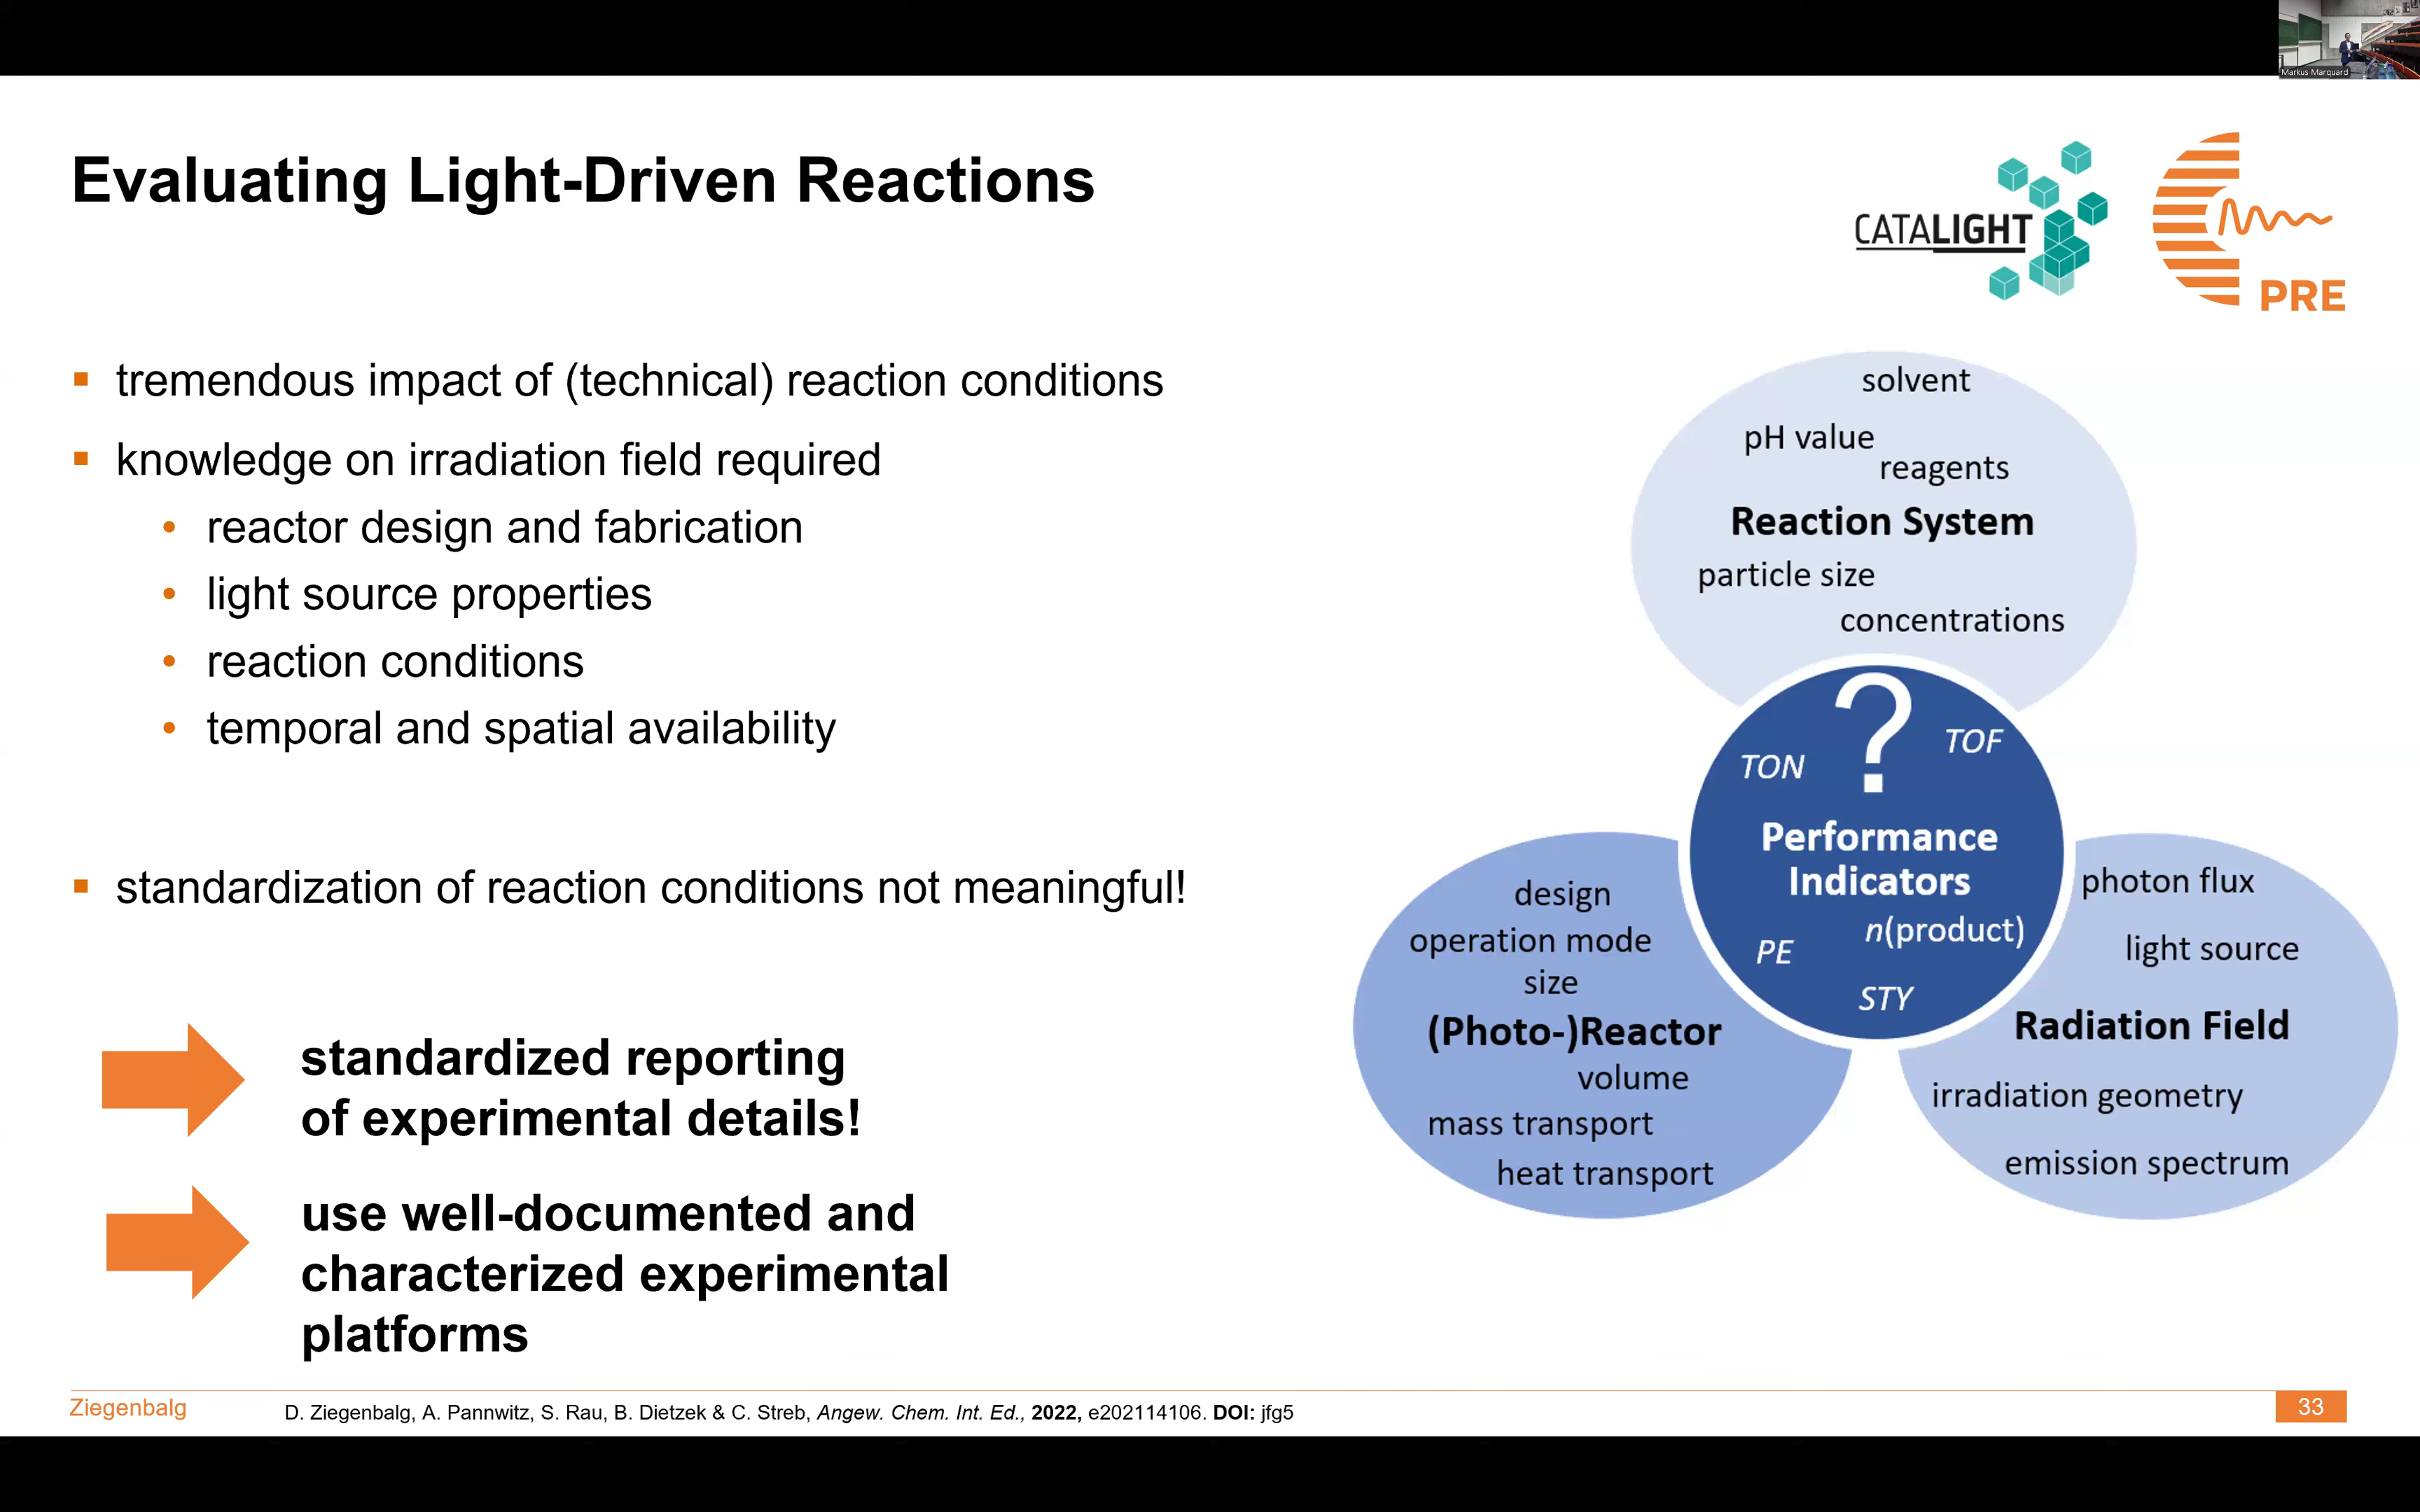 Markus Marquard
Evaluating Light-Driven Reactions
CATALIGHT
PRE
tremendous impact of (technical) reaction conditions
knowledge on irradiation field required
reactor design and fabrication
light source properties
reaction conditions
temporal and spatial availability
standardization of reaction conditions not meaningful!
standardized reporting
of experimental details!
use well-documented and
characterized experimental
platforms
solvent
pH value
reagents
Reaction System
particle size
concentrations
?
TON
TOF
Performance
Indicators
PE
n(product)
STY
design
operation mode
size
(Photo-)Reactor
volume
mass transport
heat transport
photon flux
light source
Radiation Field
irradiation geometry
emission spectrum
Ziegenbalg
D. Ziegenbalg, A. Pannwitz, S. Rau, B. Dietzek & C. Streb, Angew. Chem. Int. Ed., 2022, e202114106. DOI: jfg5
33